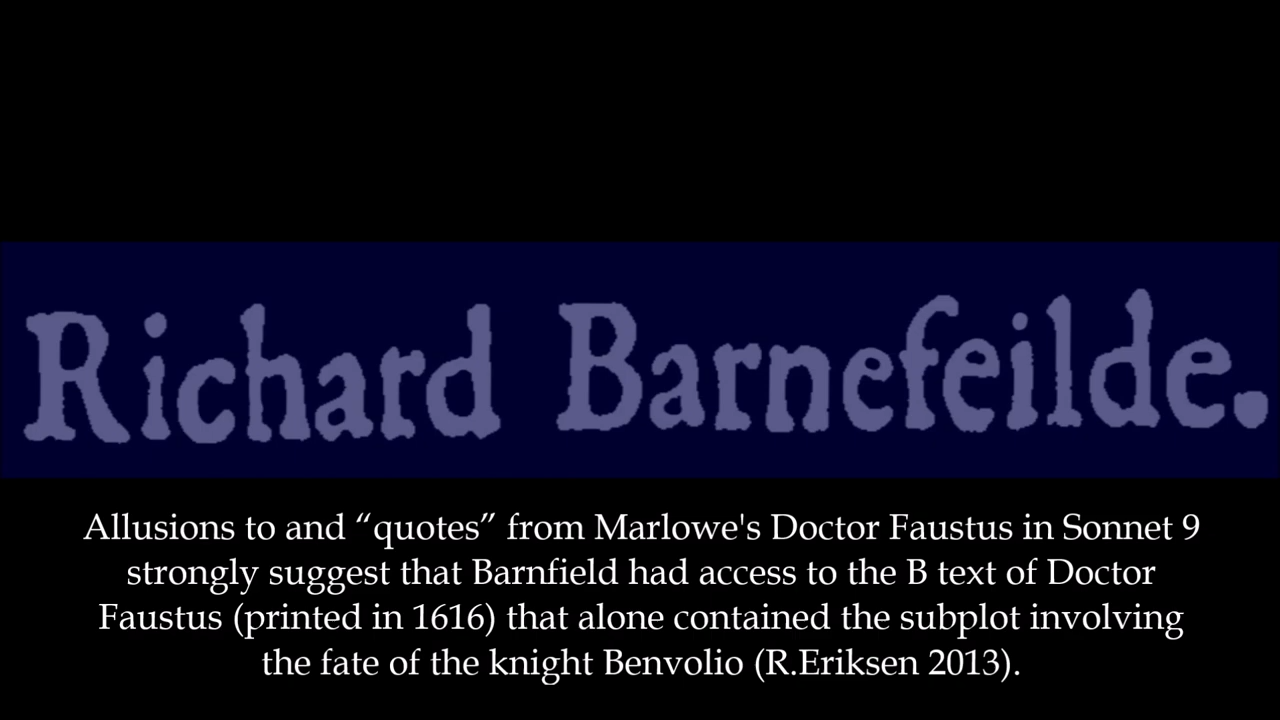 Richard Barnefeilde.
Allusions to and “quotes” from Marlowe's Doctor Faustus in Sonnet 9
strongly suggest that Barnfield had access to the B text of Doctor
Faustus (printed in 1616) that alone contained the subplot involving
the fate of the knight Benvolio (R.Eriksen 2013).